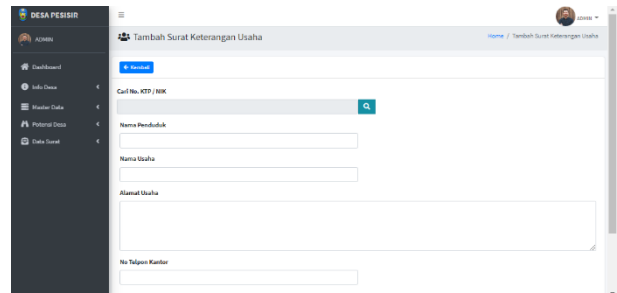 DESA PESISIR
ADMIN
ADMIN
Tambah Surat Keterangan Usaha
Home / Tambah Surat Keterangan Usaha
Dashboard
Info Desa
Master Data
Potensi Desa
Data Surat
Kembali
Cari No. KTP / NIK
Nama Penduduk
Nama Usaha
Alamat Usaha
No Telpon Kantor